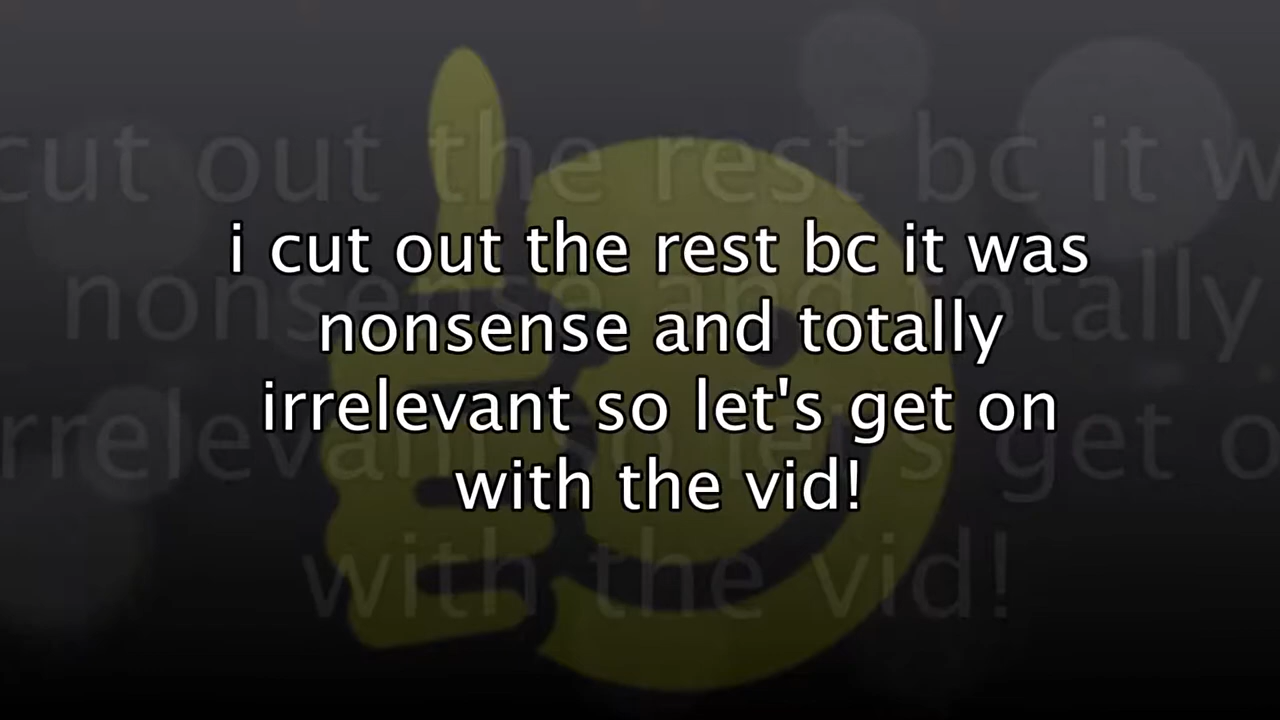 i cut out the rest bc it was
nonsense and totally
irrelevant so let's get on
with the vid!